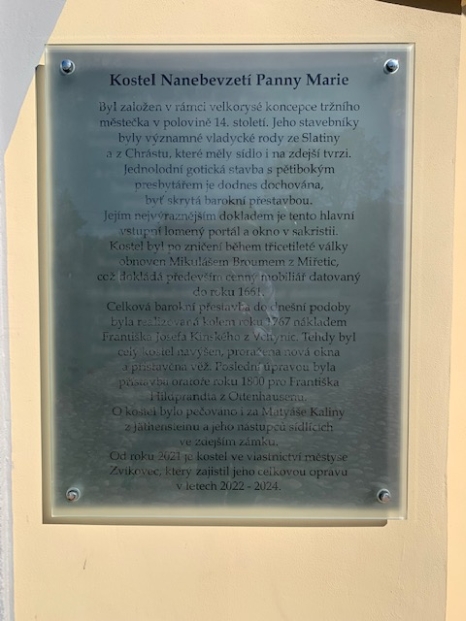 Kostel Nanebevzetí Panny Marie
Byl založen v rámci velkorysé koncepce tržního
městečka v polovině 14. století. Jeho stavebníky
byly významné vladycké rody ze Slatiny
a z Chrástu, které měly sídlo i na zdejší tvrzi.
Jednolodní gotická stavba s pětibokým
presbytářem je dodnes dochována,
byť skrytá barokní přestavbou.
Jejím nejvýraznějším dokladem je tento hlavní
vstupní lomený portál a okno v sakristii.
Kostel byl po zničení během třicetileté války
obnoven Mikulášem Broumem z Miřetic,
což dokládá především cenný mobiliář datovaný
do roku 1661.
Celková barokní přestavba do dnešní podoby
byla realizována kolem roku 1767 nákladem
Františka Josefa Kinského z Vchynic. Tehdy byl
celý kostel navýšen, proražena nová okna
a přistavěna věž. Poslední úpravou byla
přístavba oratoře roku 1800 pro Františka
Hildprandta z Ottenhausenu.
O kostel bylo pečováno i za Matyáše Kaliny
z Jäthensteinu a jeho nástupců sídlících
ve zdejším zámku.
Od roku 2021 je kostel ve vlastnictví městyse
Zvíkovec, který zajistil jeho celkovou opravu
v letech 2022 - 2024.